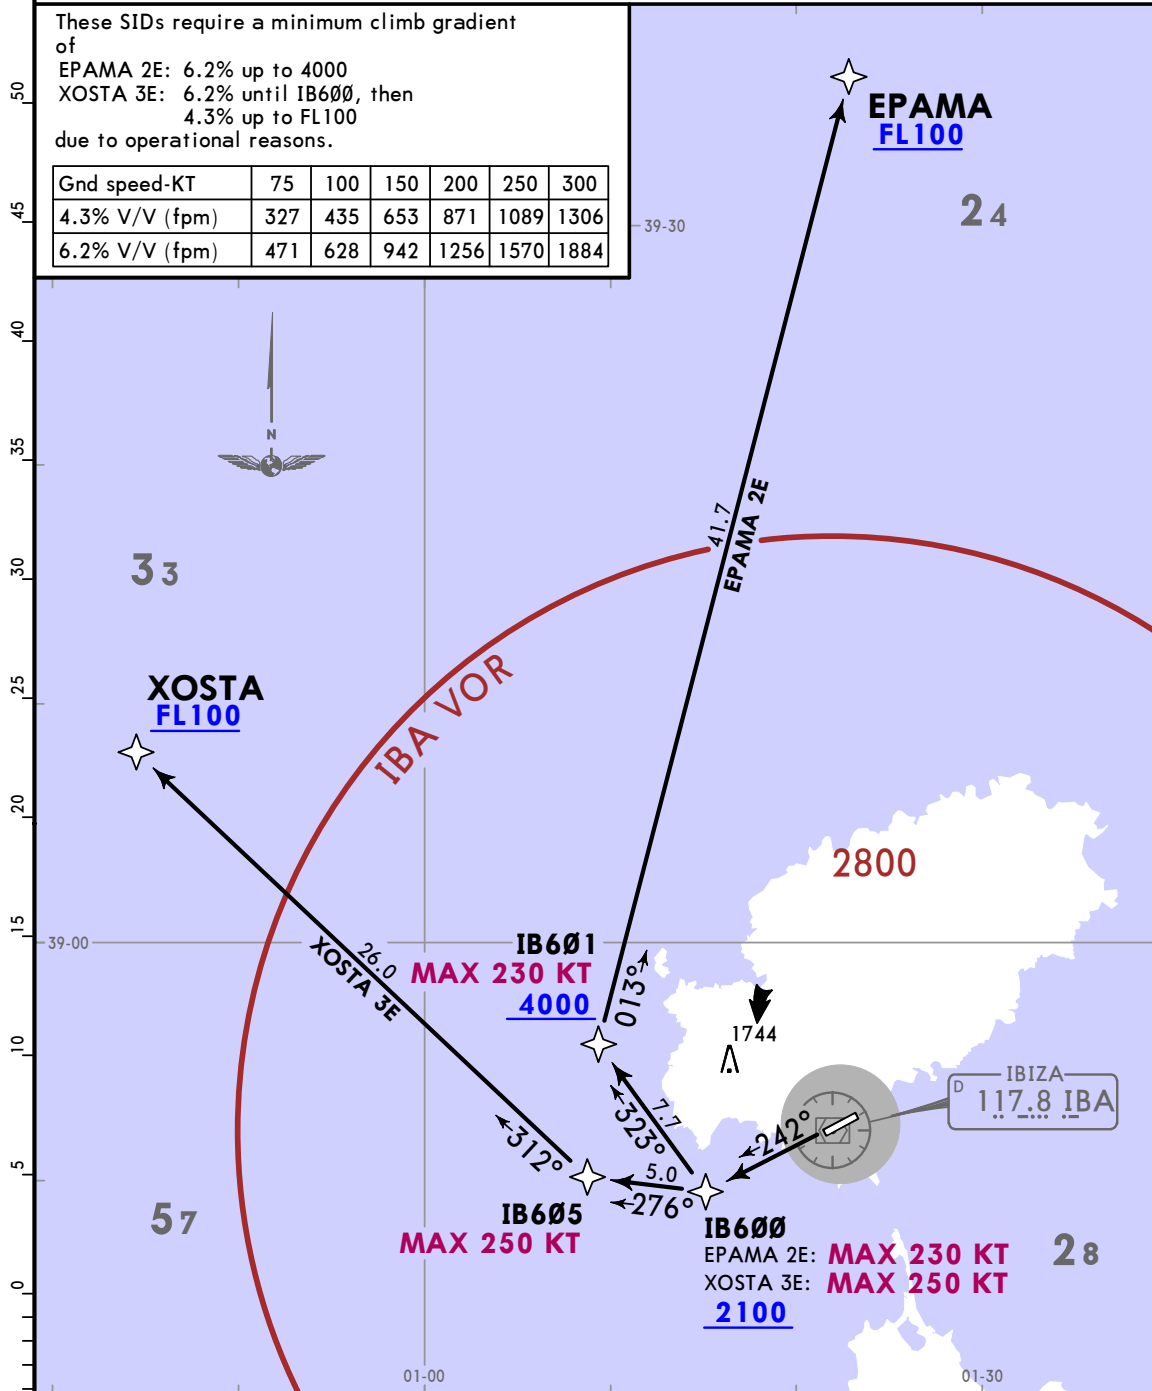 These SIDs require a minimum climb gradient
of
EPAMA 2E: 6.2% up to 4000
XOSTA 3E: 6.2% until IB6ØØ, then
4.3% up to FL100
due to operational reasons.
Gnd speed-KT 75 100 150 200 250 300
4.3% V/V (fpm) 327 435 653 871 1089 1306
6.2% V/V (fpm) 471 628 942 1256 1570 1884
50
45
40
35
30
25
20
15
10
5
0
EPAMA
FL100
24
39-30
N
41.7
EPAMA 2E
33
IBA VOR
XOSTA
FL100
2800
39-00
26.0
XOSTA 3E
IB6Ø1
MAX 230 KT
4000
013°
1744
IBIZA
D 117.8 IBA
7.7
323°
242°
312°
5.0
276°
IB6Ø5
MAX 250 KT
IB6ØØ
EPAMA 2E: MAX 230 KT
XOSTA 3E: MAX 250 KT
2100
57
28
01-00
01-30